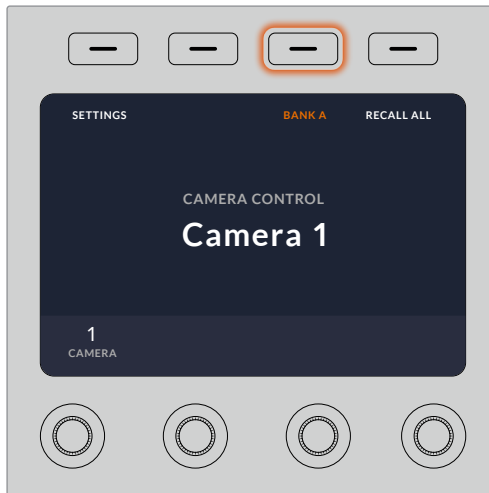 SETTINGS BANK A RECALL ALL
CAMERA CONTROL
Camera 1
1
CAMERA